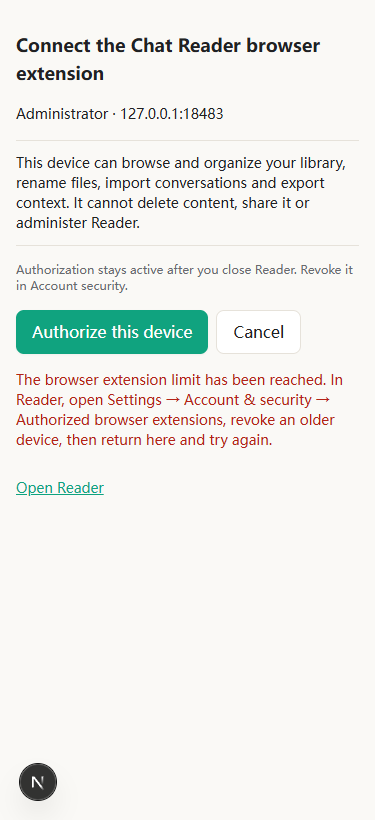 Connect the Chat Reader browser
extension
Administrator · 127.0.0.1:18483
This device can browse and organize your library,
rename files, import conversations and export
context. It cannot delete content, share it or
administer Reader.
Authorization stays active after you close Reader. Revoke it
in Account security.
Authorize this device
Cancel
The browser extension limit has been reached. In
Reader, open Settings → Account & security →
Authorized browser extensions, revoke an older
device, then return here and try again.
Open Reader
N